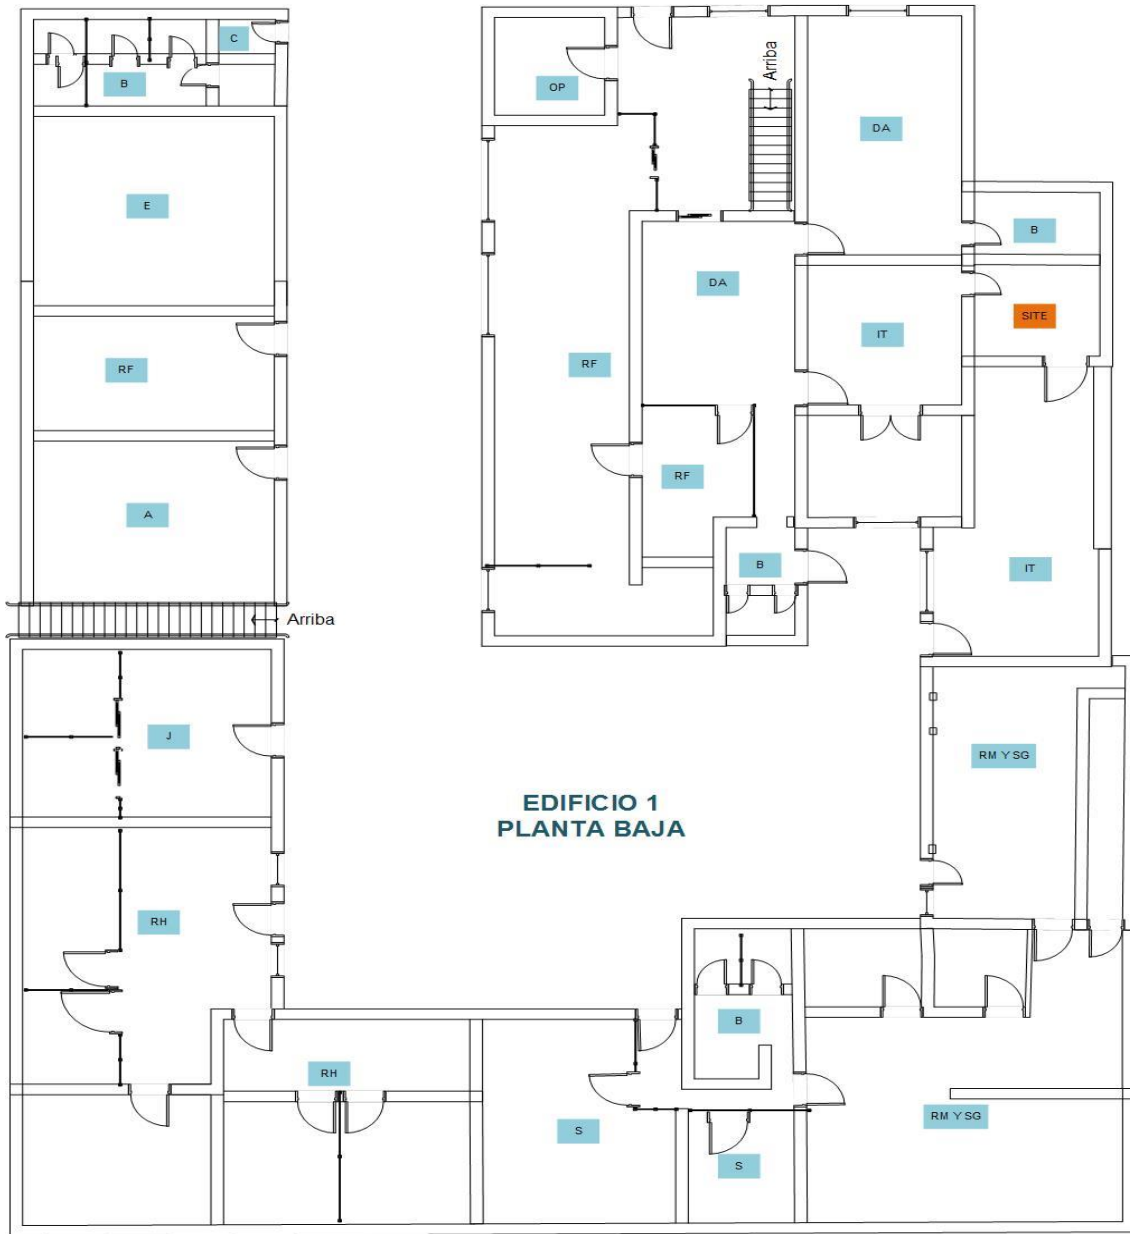 C
B
OP
Arriba
DA
E
B
DA
SITE
IT
RF
RF
RF
A
B
IT
Arriba
J
RM Y SG
EDIFICIO 1
PLANTA BAJA
RH
B
RH
RM Y SG
S
S